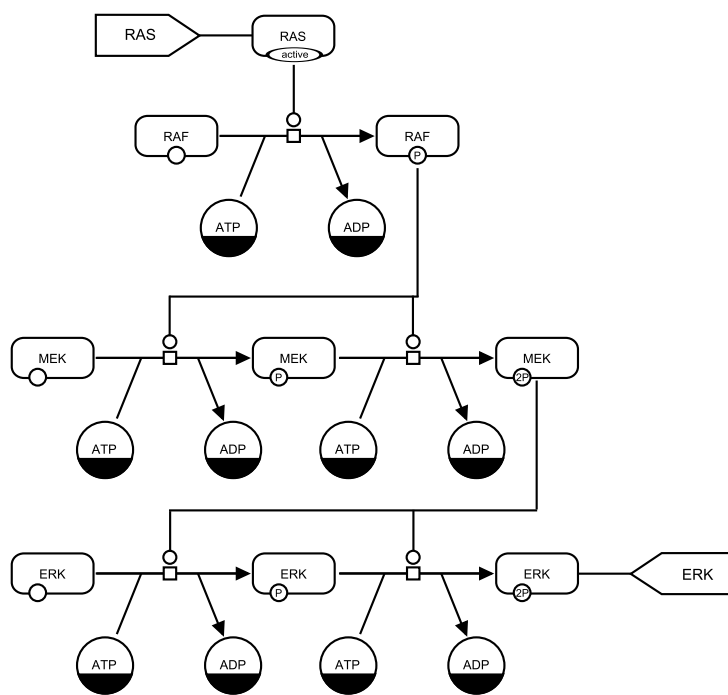 RAS
RAS
active
RAF
RAF
P
ATP
ADP
MEK
MEK
P
MEK
2P
ATP
ADP
ATP
ADP
ERK
ERK
P
ERK
2P
ERK
ATP
ADP
ATP
ADP